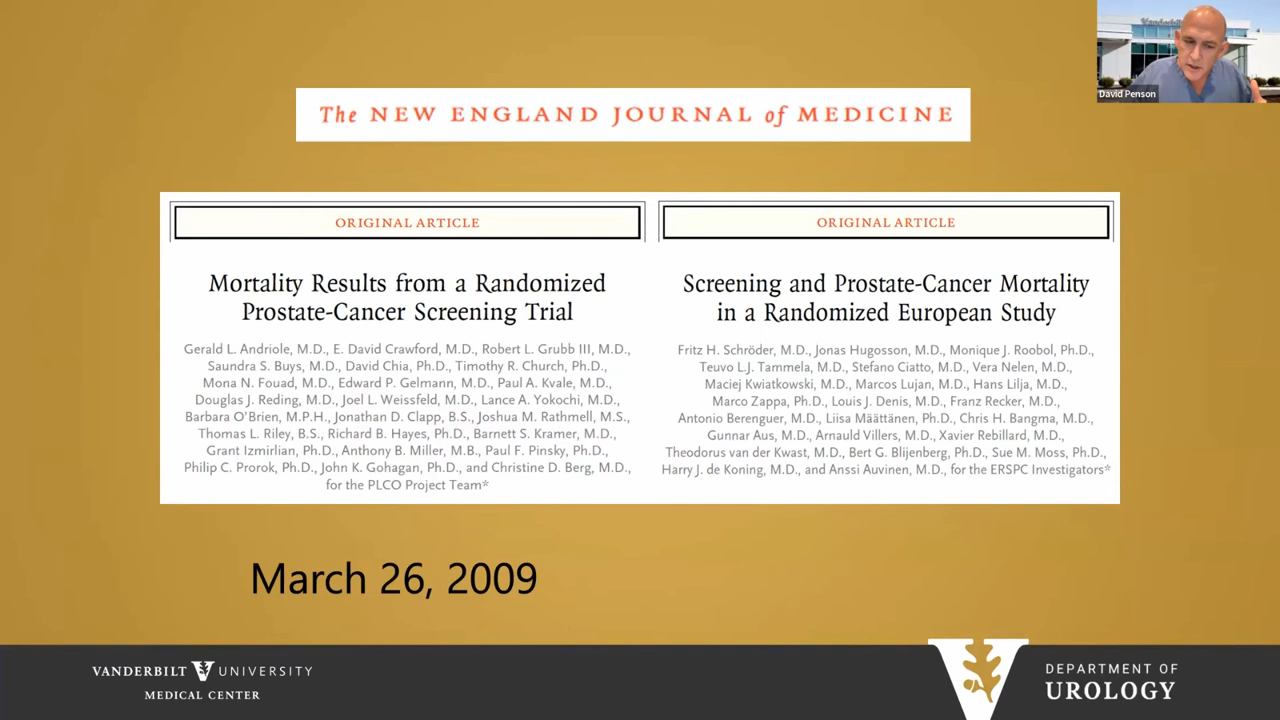 Vanderbilt
David Penson
The NEW ENGLAND JOURNAL of MEDICINE
ORIGINAL ARTICLE
Mortality Results from a Randomized
Prostate-Cancer Screening Trial
Gerald L. Andriole, M.D., E. David Crawford, M.D., Robert L. Grubb III, M.D.,
Saundra S. Buys, M.D., David Chia, Ph.D., Timothy R. Church, Ph.D.,
Mona N. Fouad, M.D., Edward P. Gelmann, M.D., Paul A. Kvale, M.D.,
Douglas J. Reding, M.D., Joel L. Weissfeld, M.D., Lance A. Yokochi, M.D.,
Barbara O'Brien, M.P.H., Jonathan D. Clapp, B.S., Joshua M. Rathmell, M.S.,
Thomas L. Riley, B.S., Richard B. Hayes, Ph.D., Barnett S. Kramer, M.D.,
Grant Izmirlian, Ph.D., Anthony B. Miller, M.B., Paul F. Pinsky, Ph.D.,
Philip C. Prorok, Ph.D., John K. Gohagan, Ph.D., and Christine D. Berg, M.D.,
for the PLCO Project Team*
ORIGINAL ARTICLE
Screening and Prostate-Cancer Mortality
in a Randomized European Study
Fritz H. Schröder, M.D., Jonas Hugosson, M.D., Monique J. Roobol, Ph.D.,
Teuvo L.J. Tammela, M.D., Stefano Ciatto, M.D., Vera Nelen, M.D.,
Maciej Kwiatkowski, M.D., Marcos Lujan, M.D., Hans Lilja, M.D.,
Marco Zappa, Ph.D., Louis J. Denis, M.D., Franz Recker, M.D.,
Antonio Berenguer, M.D., Liisa Määttänen, Ph.D., Chris H. Bangma, M.D.,
Gunnar Aus, M.D., Arnauld Villers, M.D., Xavier Rebillard, M.D.,
Theodorus van der Kwast, M.D., Bert G. Blijenberg, Ph.D., Sue M. Moss, Ph.D.,
Harry J. de Koning, M.D., and Anssi Auvinen, M.D., for the ERSPC Investigators*
March 26, 2009
VANDERBILT V UNIVERSITY
MEDICAL CENTER
V
DEPARTMENT OF
UROLOGY